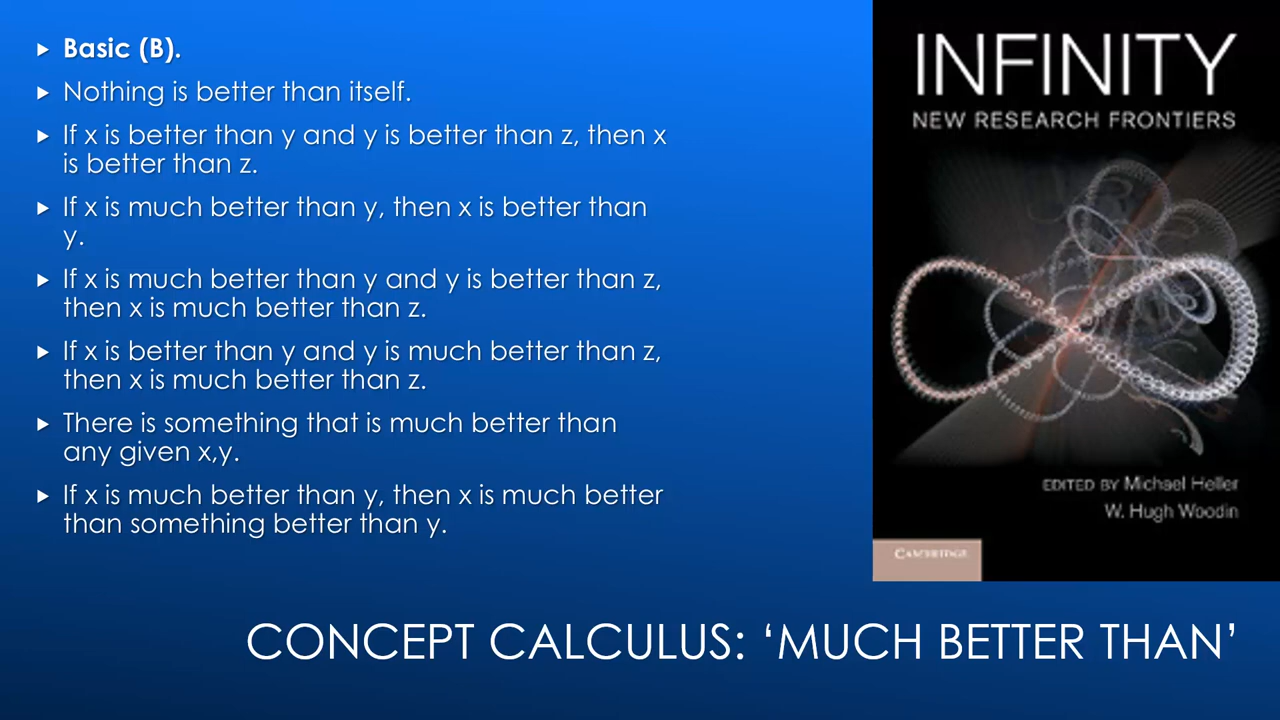 Basic (B).
Nothing is better than itself.
If x is better than y and y is better than z, then x
is better than z.
If x is much better than y, then x is better than
y.
If x is much better than y and y is better than z,
then x is much better than z.
If x is better than y and y is much better than z,
then x is much better than z.
There is something that is much better than
any given x,y.
If x is much better than y, then x is much better
than something better than y.
INFINITY
NEW RESEARCH FRONTIERS
EDITED BY Michael Heller
W. Hugh Woodin
CAMBRIDGE
CONCEPT CALCULUS: ‘MUCH BETTER THAN’